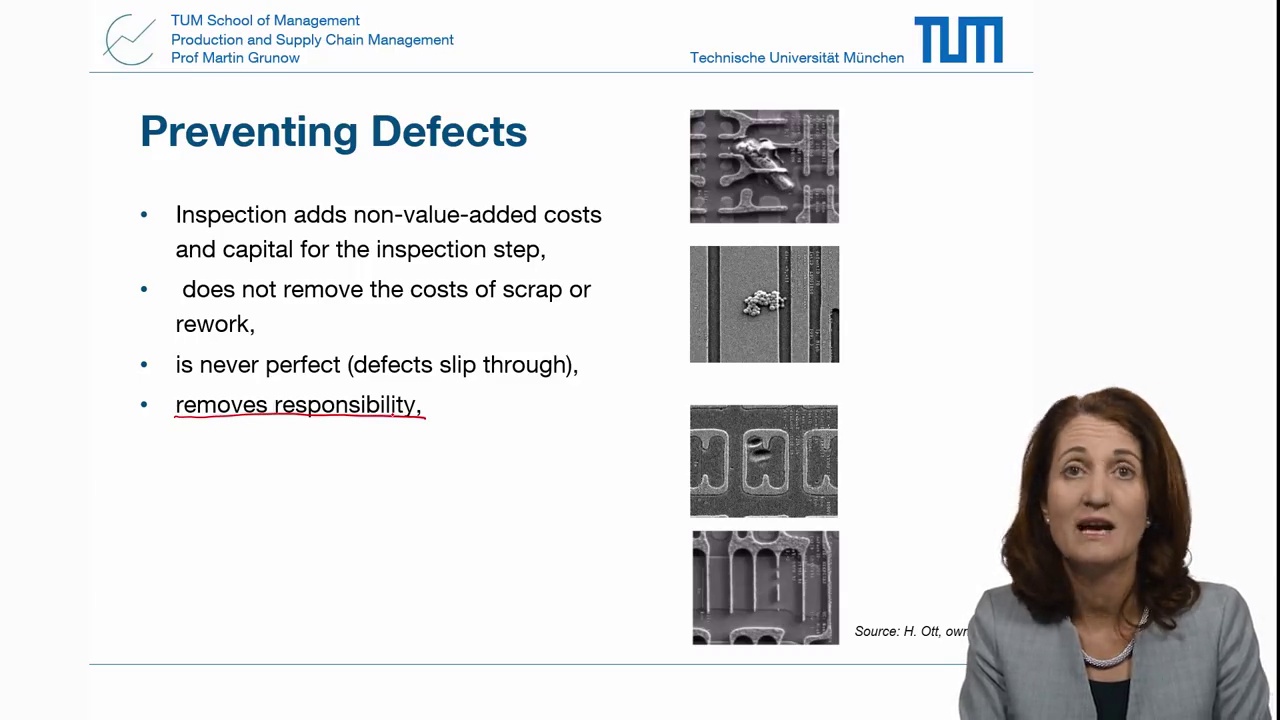 TUM School of Management
Production and Supply Chain Management
Prof Martin Grunow
Technische Universität München
TUM
Preventing Defects
• Inspection adds non-value-added costs
and capital for the inspection step,
• does not remove the costs of scrap or
rework,
• is never perfect (defects slip through),
• removes responsibility,
Source: H. Ott, own